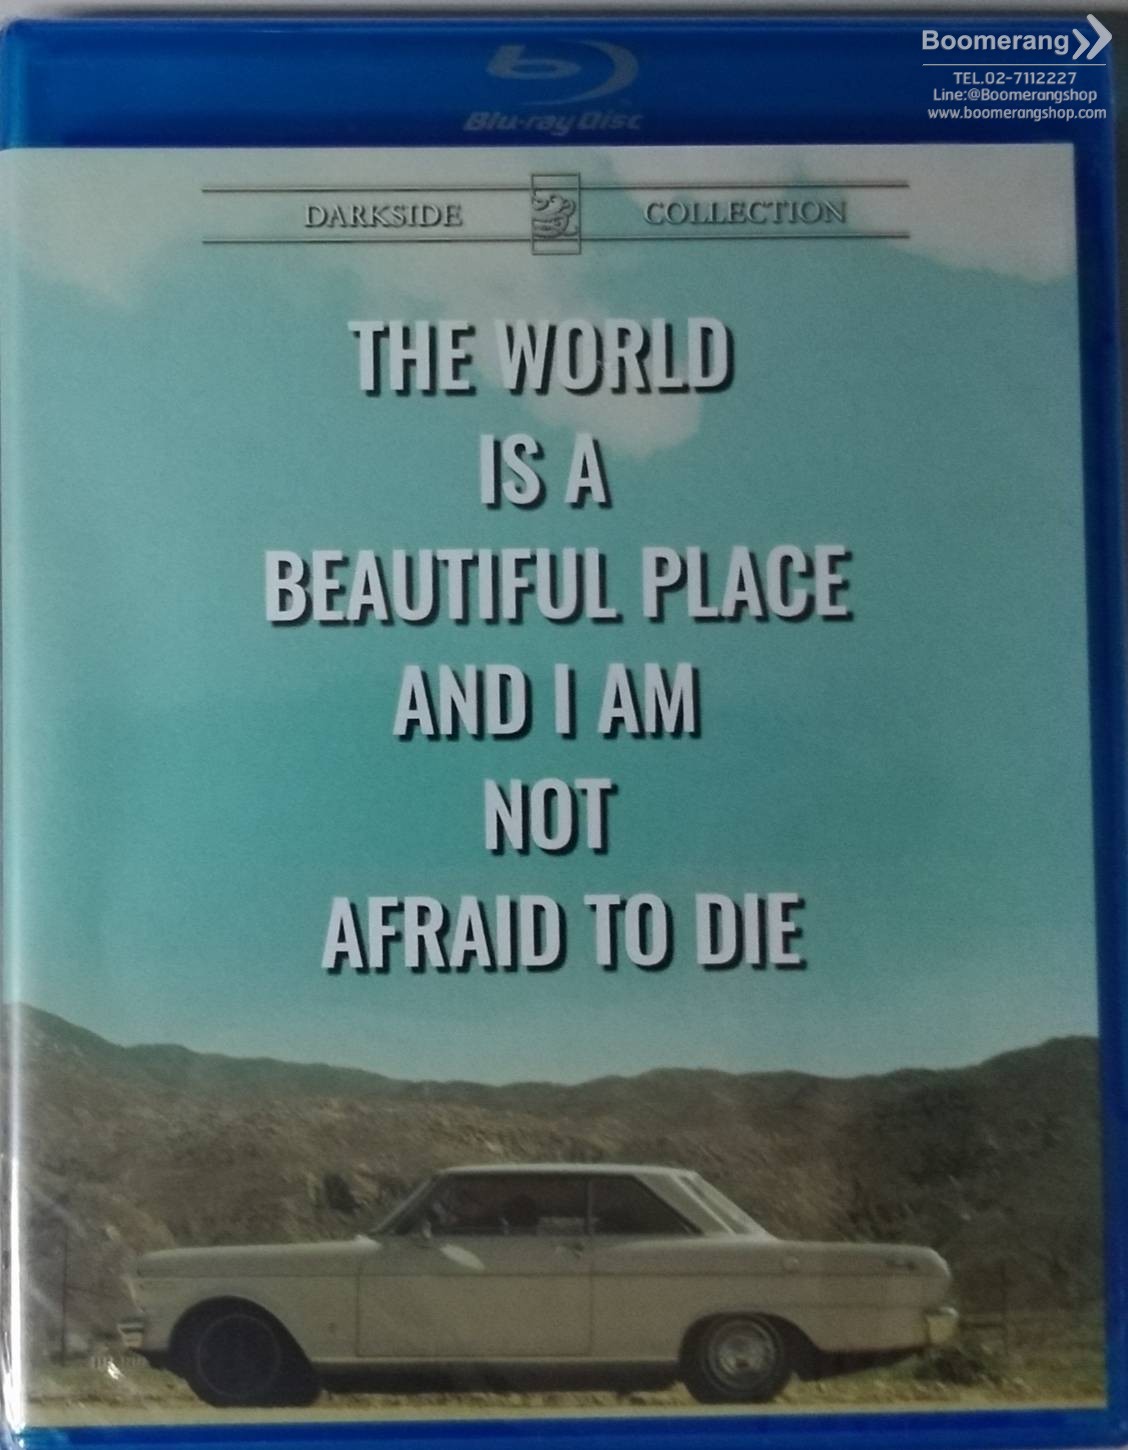 Boomerang
TEL.02-7112227
Line:@Boomerangshop
www.boomerangshop.com
Blu-ray Disc
DARKSIDE COLLECTION
THE WORLD
IS A
BEAUTIFUL PLACE
AND I AM
NOT
AFRAID TO DIE